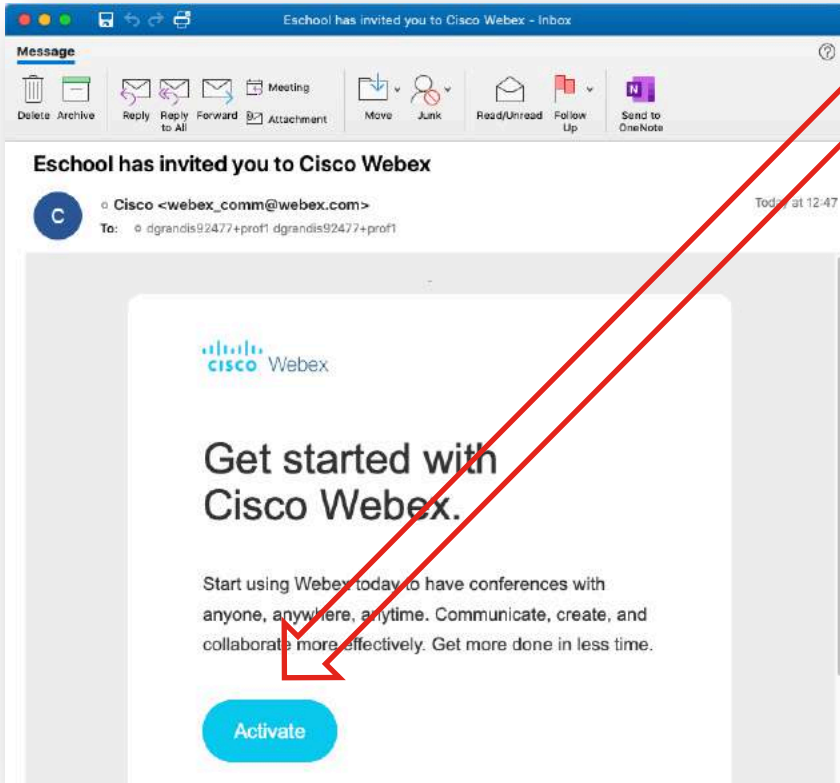 Eschool has invited you to Cisco Webex - Inbox
Message
Delete Archive Reply Reply to All Forward Meeting Attachment Move Junk Read/Unread Follow Up N Send to OneNote
Eschool has invited you to Cisco Webex
C
Cisco <webex_comm@webex.com>
Today at 12:47
To: dgrandis92477+prof1 dgrandis92477+prof1
CISCO Webex
Get started with
Cisco Webex.
Start using Webex today to have conferences with
anyone, anywhere, anytime. Communicate, create, and
collaborate more effectively. Get more done in less time.
Activate